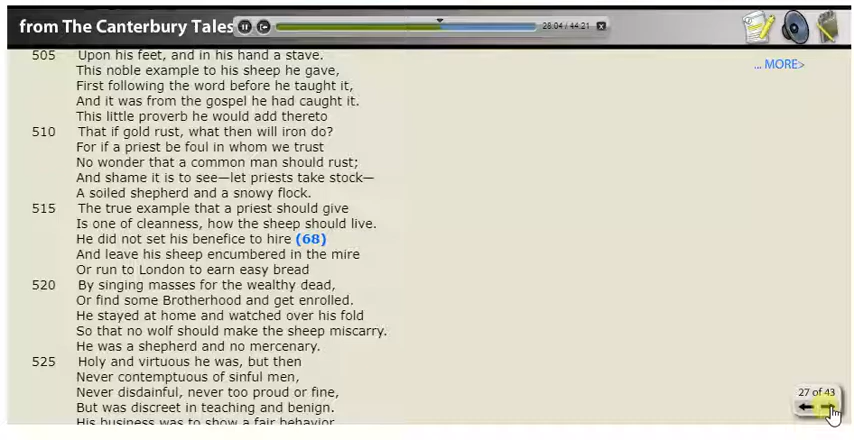 from The Canterbury Tales
28:04 / 44:21
505 Upon his feet, and in his hand a stave.
... MORE>
This noble example to his sheep he gave,
First following the word before he taught it,
And it was from the gospel he had caught it.
This little proverb he would add thereto
510 That if gold rust, what then will iron do?
For if a priest be foul in whom we trust
No wonder that a common man should rust;
And shame it is to see—let priests take stock—
A soiled shepherd and a snowy flock.
515 The true example that a priest should give
Is one of cleanness, how the sheep should live.
He did not set his benefice to hire (68)
And leave his sheep encumbered in the mire
Or run to London to earn easy bread
520 By singing masses for the wealthy dead,
Or find some Brotherhood and get enrolled.
He stayed at home and watched over his fold
So that no wolf should make the sheep miscarry.
He was a shepherd and no mercenary.
525 Holy and virtuous he was, but then
Never contemptuous of sinful men,
Never disdainful, never too proud or fine,
But was discreet in teaching and benign.
His business was to show a fair behavior
27 of 43